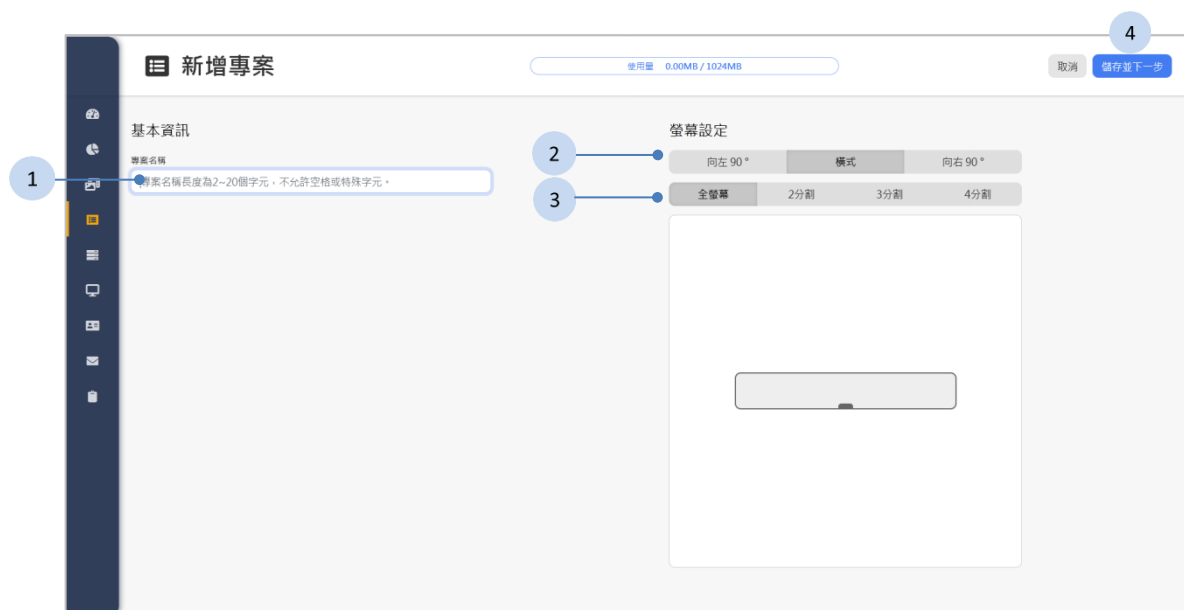 4
新增專案
使用量 0.00MB / 1024MB
取消
儲存並下一步
基本資訊
螢幕設定
專案名稱
1
專案名稱長度為2~20個字元，不允許空格或特殊字元。
2
向左 90 °
橫式
向右 90 °
3
全螢幕
2分割
3分割
4分割